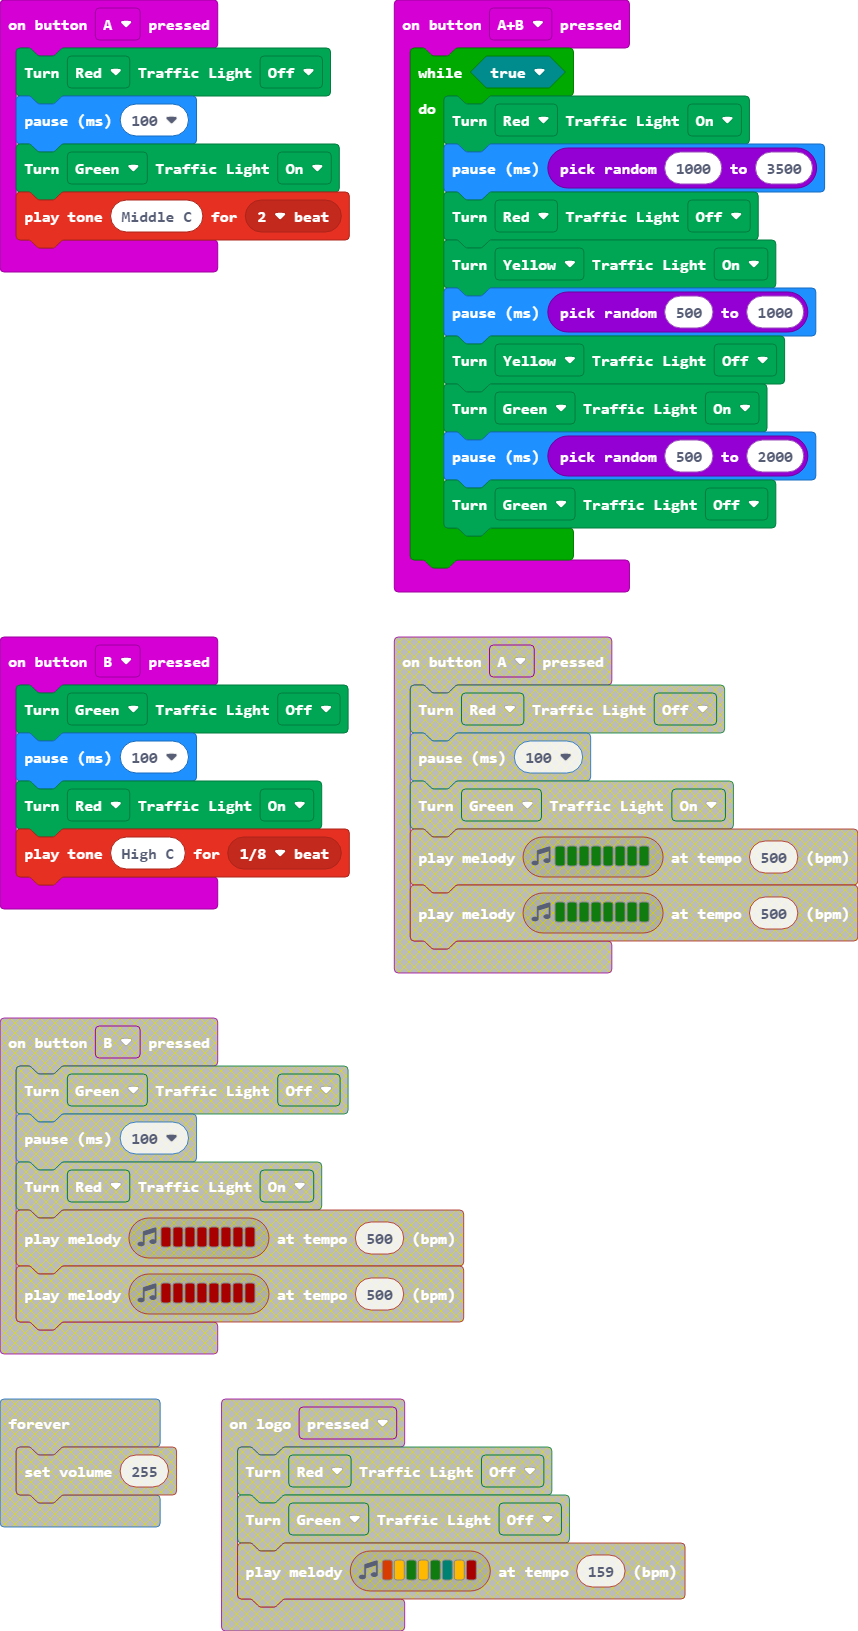 on button A pressed
Turn Red Traffic Light Off
pause (ms) 100
Turn Green Traffic Light On
play tone Middle C for 2 beat
on button A+B pressed
while true
do
Turn Red Traffic Light On
pause (ms) pick random 1000 to 3500
Turn Red Traffic Light Off
Turn Yellow Traffic Light On
pause (ms) pick random 500 to 1000
Turn Yellow Traffic Light Off
Turn Green Traffic Light On
pause (ms) pick random 500 to 2000
Turn Green Traffic Light Off
on button B pressed
Turn Green Traffic Light Off
pause (ms) 100
Turn Red Traffic Light On
play tone High C for 1/8 beat
on button A pressed
Turn Red Traffic Light Off
pause (ms) 100
Turn Green Traffic Light On
play melody at tempo 500 (bpm)
play melody at tempo 500 (bpm)
on button B pressed
Turn Green Traffic Light Off
pause (ms) 100
Turn Red Traffic Light On
play melody at tempo 500 (bpm)
play melody at tempo 500 (bpm)
forever
set volume 255
on logo pressed
Turn Red Traffic Light Off
Turn Green Traffic Light Off
play melody at tempo 159 (bpm)